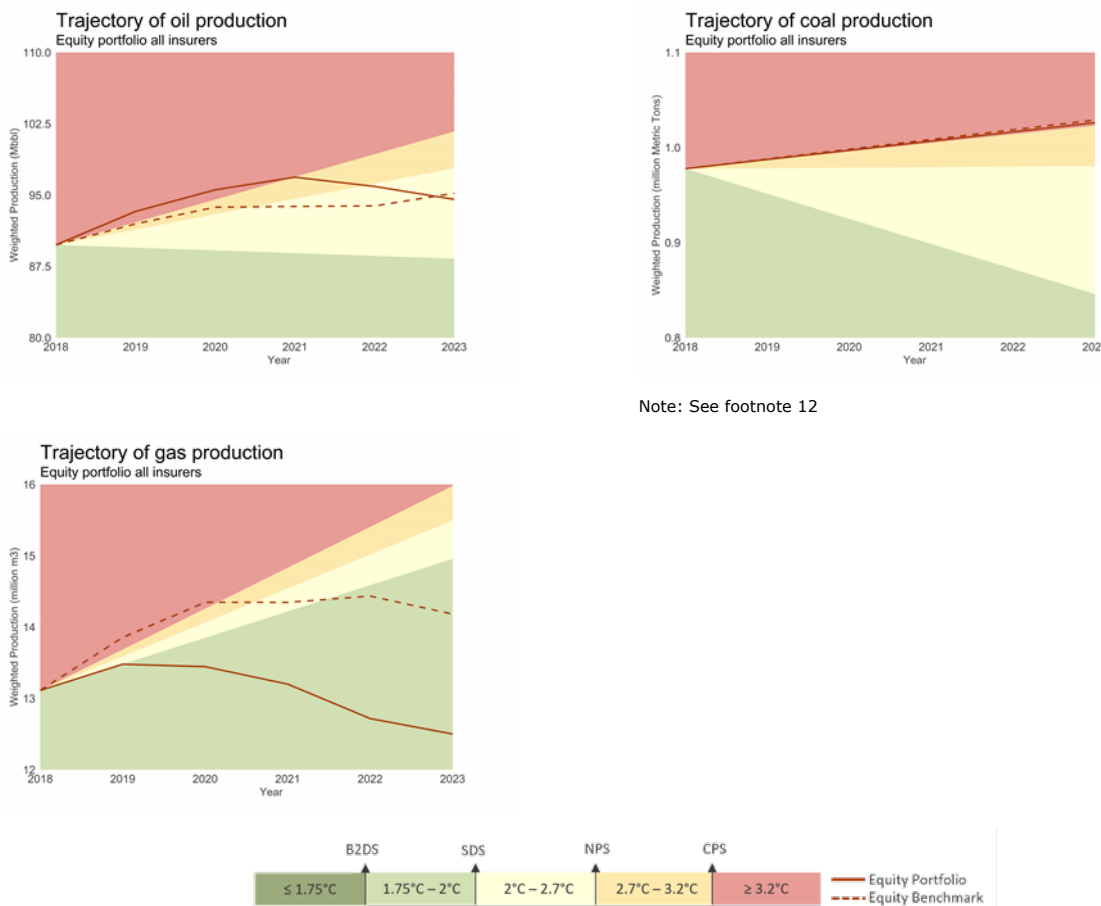 Trajectory of oil production
Equity portfolio all insurers
Weighted Production (Mbbl)
110.0
102.5
95.0
87.5
80.0
2018 2019 2020 2021 2022 2023
Year
Trajectory of coal production
Equity portfolio all insurers
Weighted Production (million Metric Tons)
1.1
1.0
0.9
0.8
2018 2019 2020 2021 2022 202
Year
Note: See footnote 12
Trajectory of gas production
Equity portfolio all insurers
Weighted Production (million m3)
16
15
14
13
12
2018 2019 2020 2021 2022 2023
Year
B2DS SDS NPS CPS
≤ 1.75°C 1.75°C – 2°C 2°C – 2.7°C 2.7°C – 3.2°C ≥ 3.2°C
Equity Portfolio
Equity Benchmark